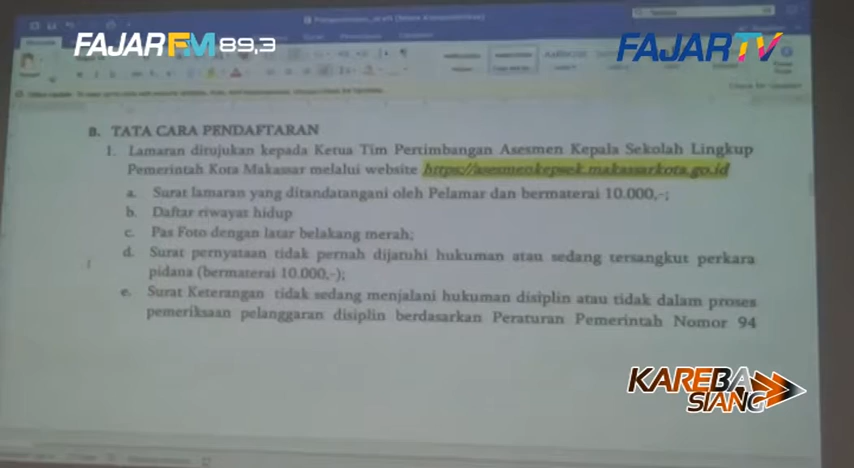 FAJAR FM 89,3
FAJAR TV
B. TATA CARA PENDAFTARAN
1. Lamaran dirujukan kepada Ketua Tim Pertimbangan Asesmen Kepala Sekolah Lingkup
Pemerintah Kota Makassar melalui website https://asesmenkepsek.makassarkota.go.id
a. Surat lamaran yang ditandatangani oleh Pelamar dan bermaterai 10.000,-;
b. Daftar riwayat hidup
c. Pas Foto dengan latar belakang merah;
d. Surat pernyataan tidak pernah dijatuhi hukuman atau sedang tersangkut perkara
pidana (bermaterai 10.000,-);
e. Surat Keterangan tidak sedang menjalani hukuman disiplin atau tidak dalam proses
pemeriksaan pelanggaran disiplin berdasarkan Peraturan Pemerintah Nomor 94
KAREBA
SIANG